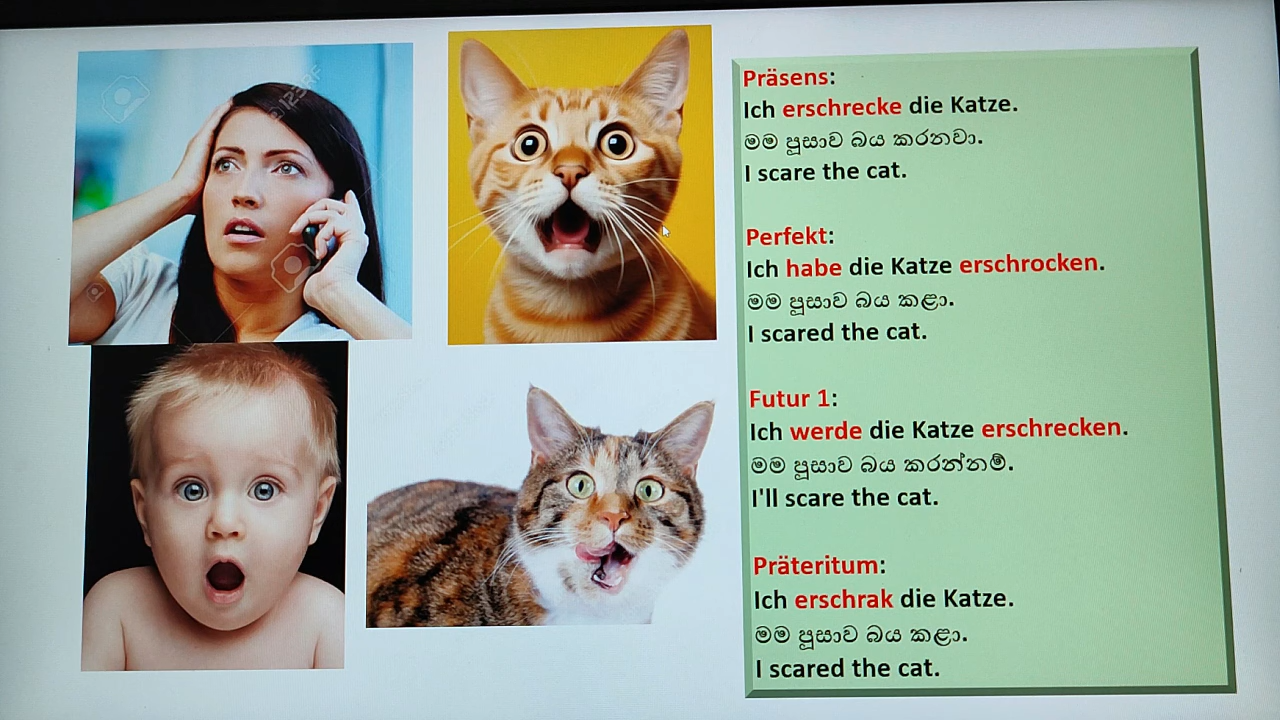 123RF
Präsens:
Ich erschrecke die Katze.
මම පූසාව බය කරනවා.
I scare the cat.
Perfekt:
Ich habe die Katze erschrocken.
මම පූසාව බය කළා.
I scared the cat.
Futur 1:
Ich werde die Katze erschrecken.
මම පූසාව බය කරන්නම්.
I'll scare the cat.
Präteritum:
Ich erschrak die Katze.
මම පූසාව බය කළා.
I scared the cat.